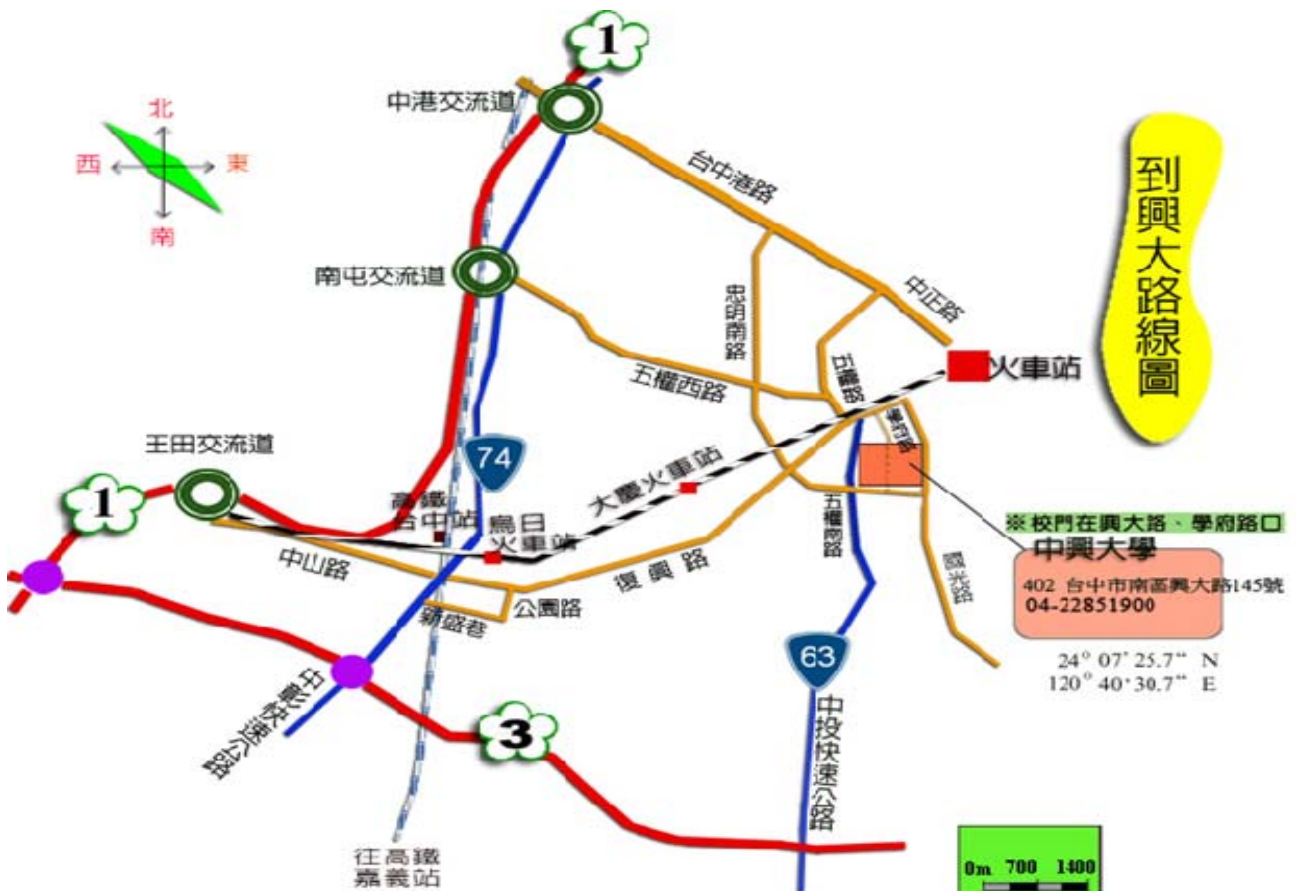 1
中港交流道
北
西 東
南
台中港路
到興大路線圖
南屯交流道
忠明南路
中正路
火車站
五權西路
五權路
學府路
王田交流道
74
大慶火車站
1
高鐵
台中站
烏日
火車站
五權南路
※校門在興大路、學府路口
中興大學
402 台中市南區興大路145號
04-22851900
24° 07' 25.7" N
120° 40' 30.7" E
中山路
復興路
公園路
新盛巷
63
中彰快速公路
3
中投快速公路
往高鐵
嘉義站
0m 700 1400